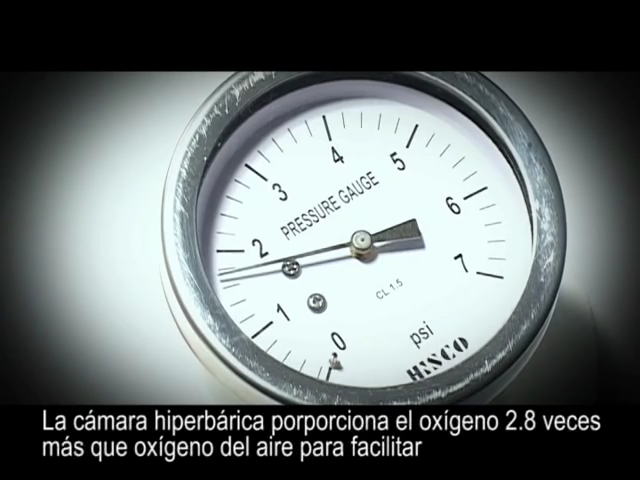 4
5
3
PRESSURE GAUGE
6
2
7
CL 1.5
1
0
psi
HISCO
La cámara hiperbárica porporciona el oxígeno 2.8 veces
más que oxígeno del aire para facilitar